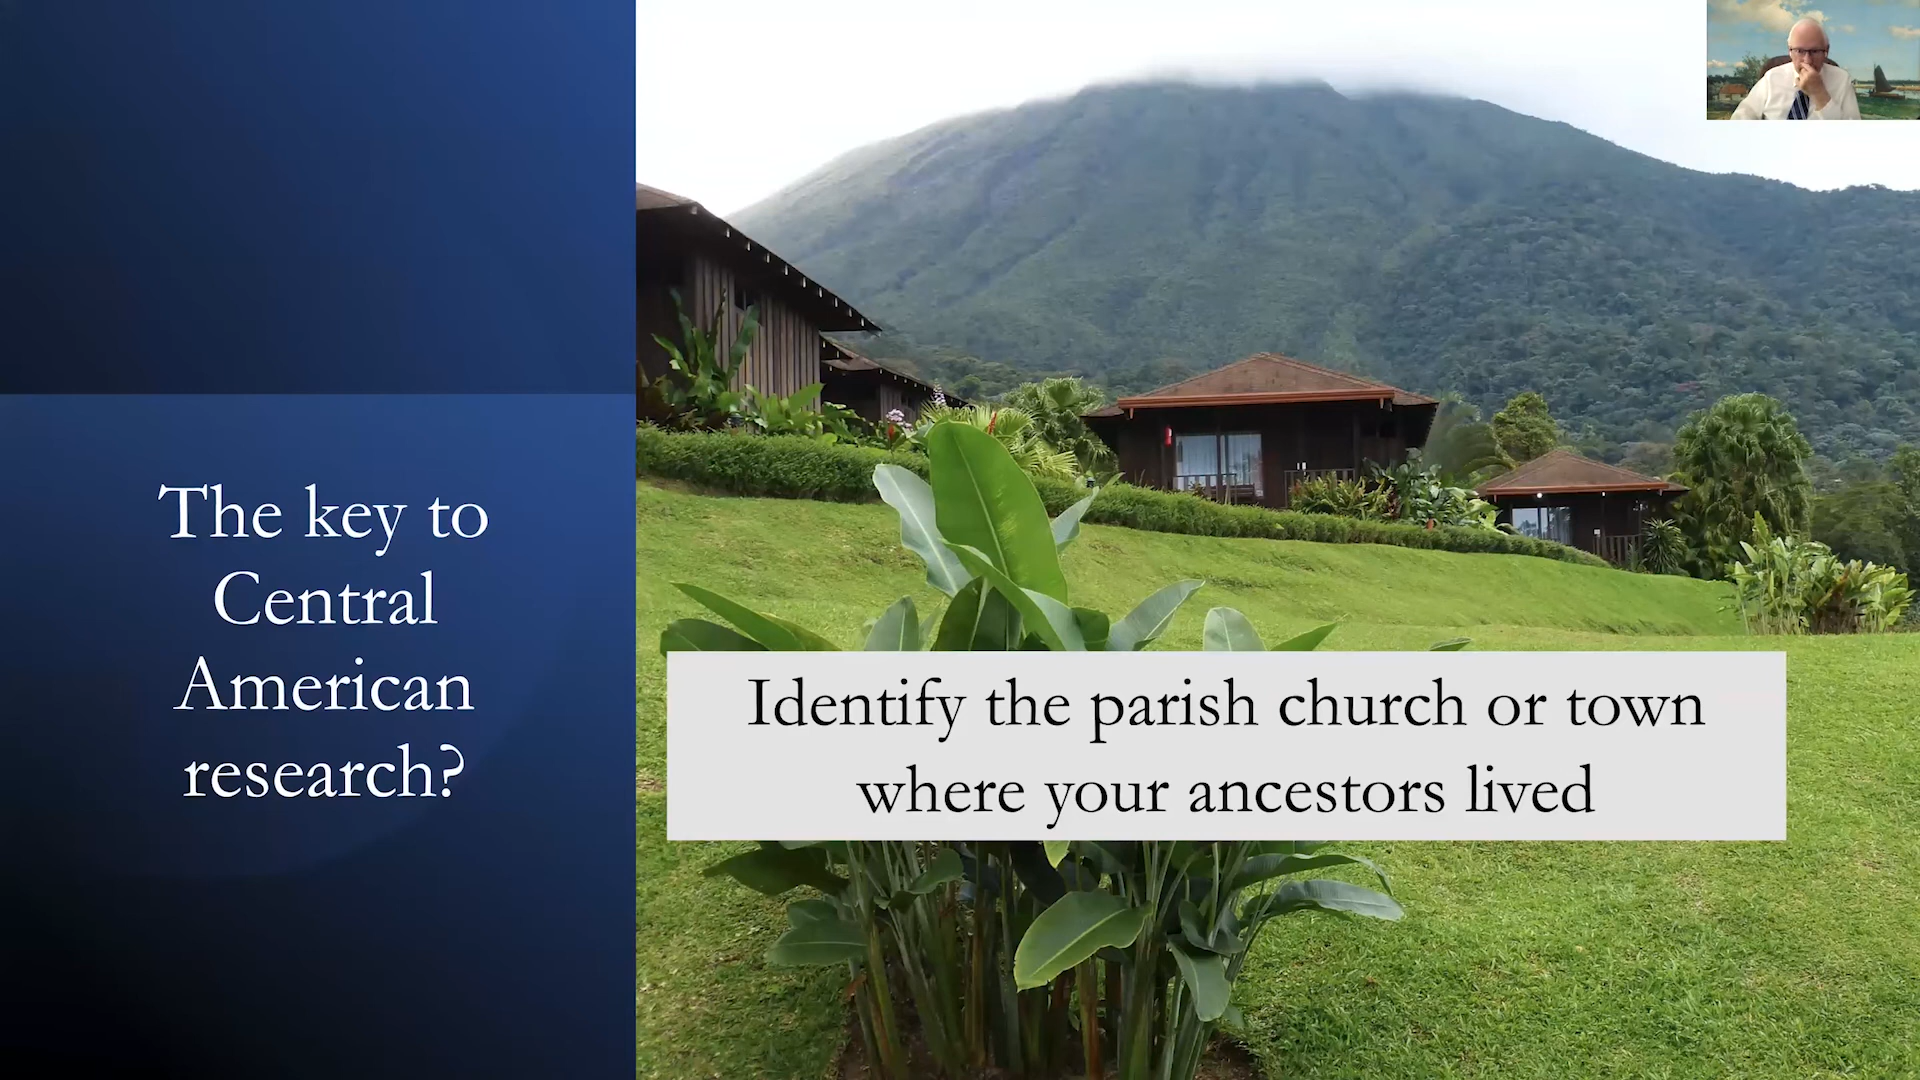 The key to
Central
American
research?
Identify the parish church or town
where your ancestors lived